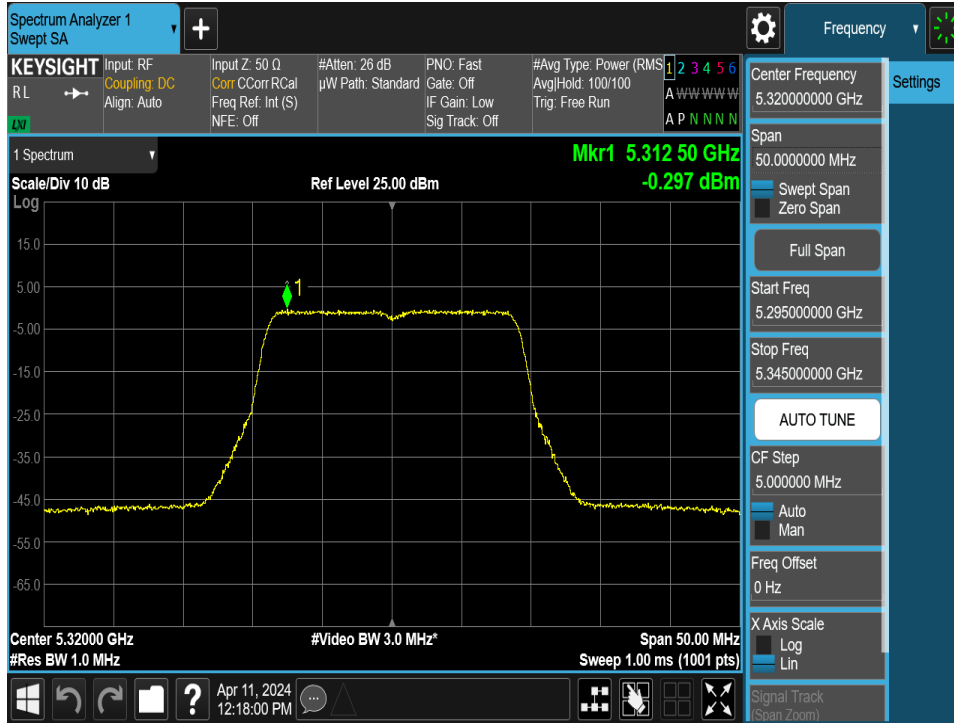 Spectrum Analyzer 1
Swept SA
+
Frequency
KEYSIGHT
RL
LXI
Input: RF
Coupling: DC
Align: Auto
Input Z: 50 Ω
Corr CCorr RCal
Freq Ref: Int (S)
NFE: Off
#Atten: 26 dB
µW Path: Standard
PNO: Fast
Gate: Off
IF Gain: Low
Sig Track: Off
#Avg Type: Power (RMS
Avg|Hold: 100/100
Trig: Free Run
1 2 3 4 5 6
A W W W W W
A P N N N N
1 Spectrum
Scale/Div 10 dB
Ref Level 25.00 dBm
Mkr1 5.312 50 GHz
-0.297 dBm
Log
15.0
5.00
-5.00
-15.0
-25.0
-35.0
-45.0
-55.0
-65.0
1
Center 5.32000 GHz
#Res BW 1.0 MHz
#Video BW 3.0 MHz*
Span 50.00 MHz
Sweep 1.00 ms (1001 pts)
Center Frequency
5.320000000 GHz
Settings
Span
50.0000000 MHz
Swept Span
Zero Span
Full Span
Start Freq
5.295000000 GHz
Stop Freq
5.345000000 GHz
AUTO TUNE
CF Step
5.000000 MHz
Auto
Man
Freq Offset
0 Hz
X Axis Scale
Log
Lin
Signal Track
(Span Zoom)
?
Apr 11, 2024
12:18:00 PM